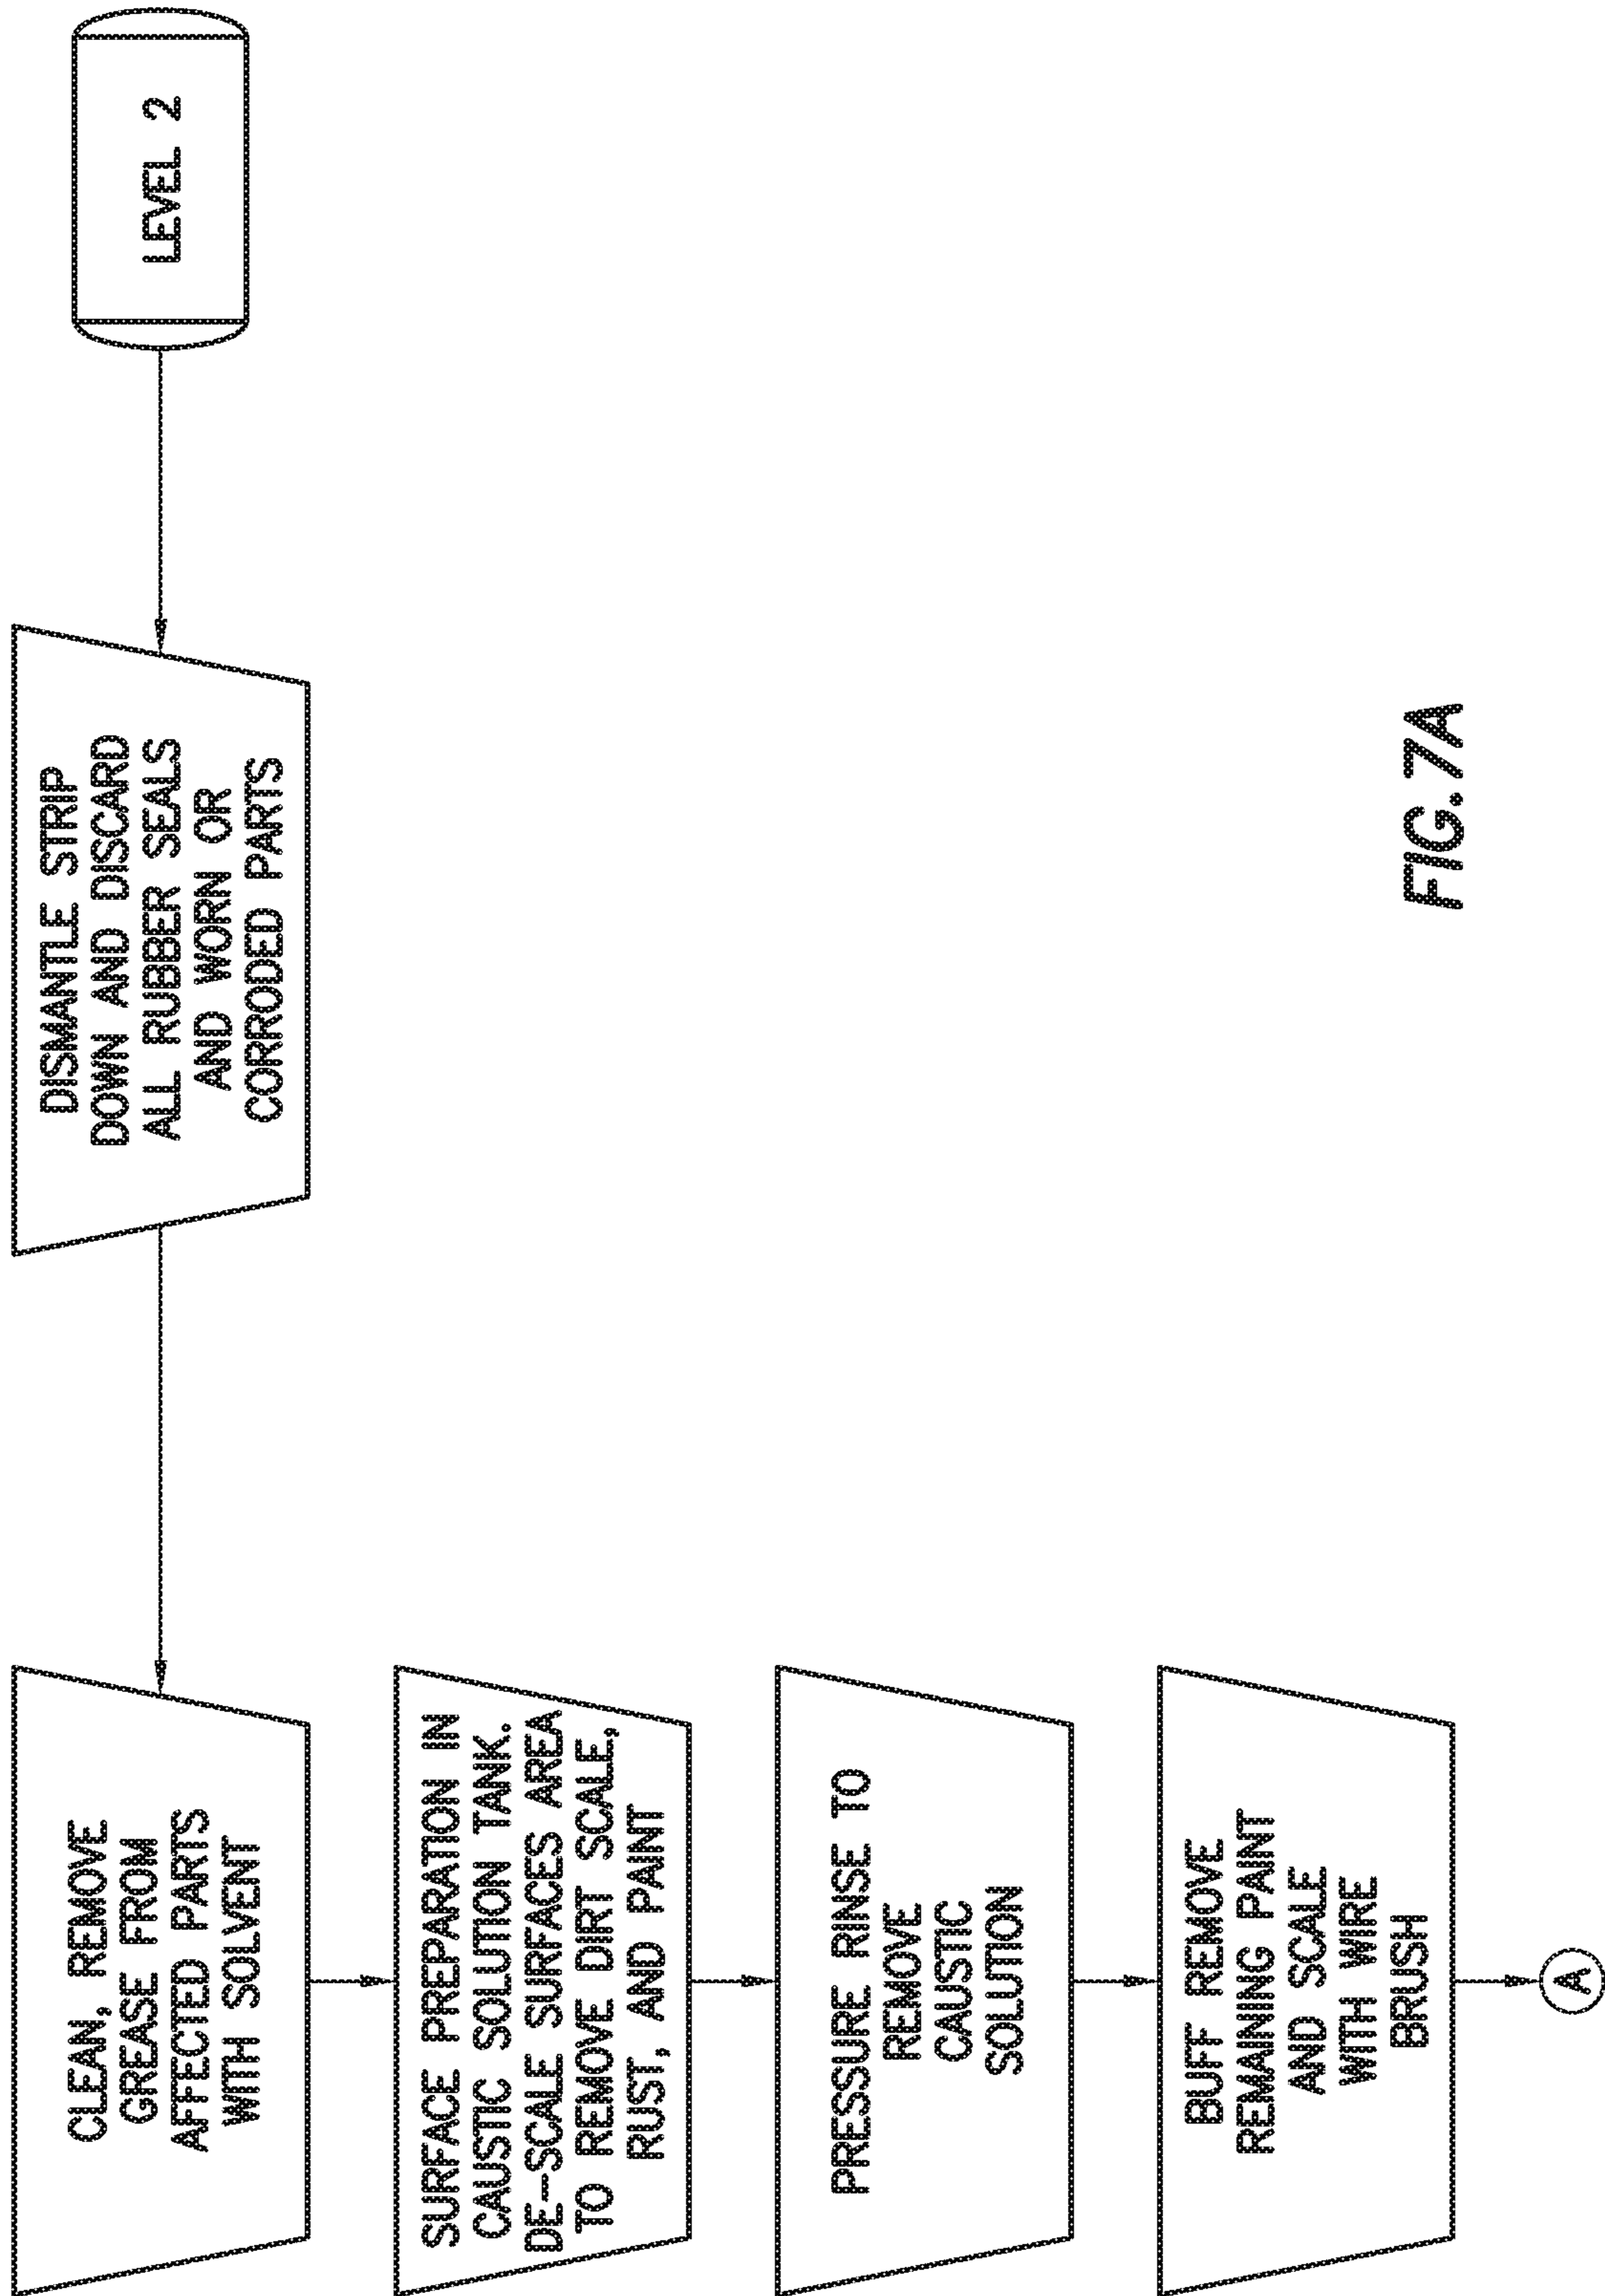 LEVEL 2
DISMANTLE STRIP
DOWN AND DISCARD
ALL RUBBER SEALS
AND WORN OR
CORRODED PARTS
CLEAN, REMOVE
GREASE FROM
AFFECTED PARTS
WITH SOLVENT
SURFACE PREPARATION IN
CAUSTIC SOLUTION TANK.
DE-SCALE SURFACES AREA
TO REMOVE DIRT SCALE,
RUST, AND PAINT
PRESSURE RINSE TO
REMOVE
CAUSTIC
SOLUTION
BUFF REMOVE
REMAINING PAINT
AND SCALE
WITH WIRE
BRUSH
A
FIG. 7A